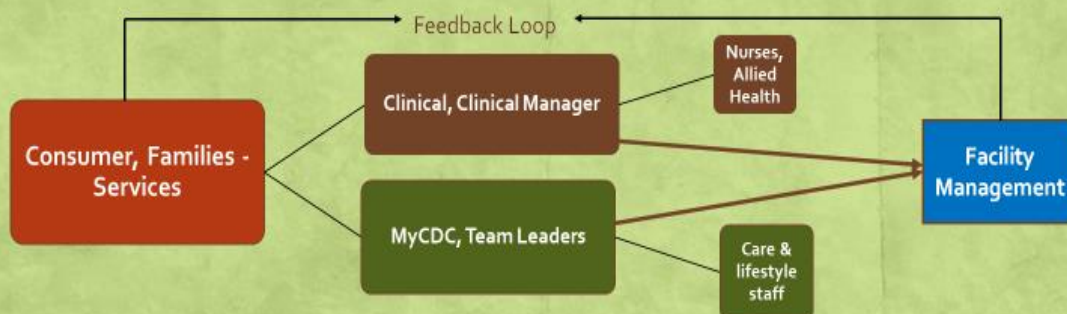 Feedback Loop
Consumer, Families -
Services
Clinical, Clinical Manager
Nurses,
Allied
Health
MyCDC, Team Leaders
Care &
lifestyle
staff
Facility
Management